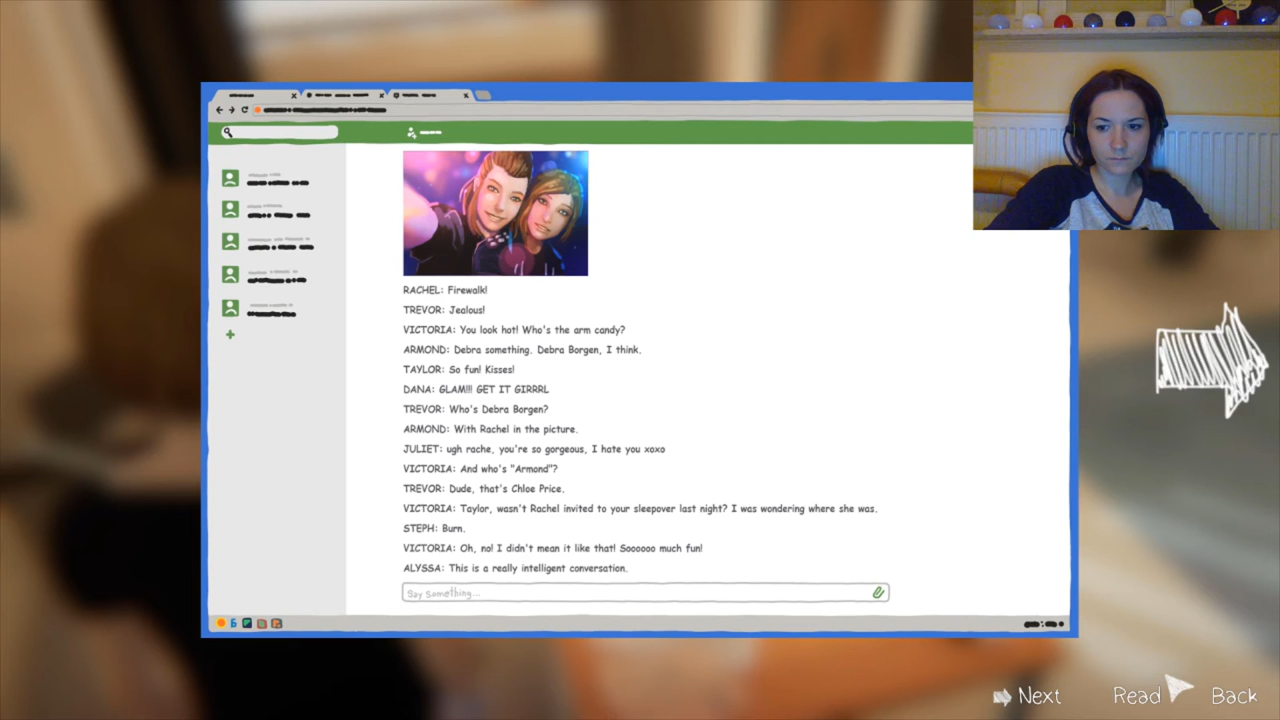 RACHEL: Firewalk!
TREVOR: Jealous!
VICTORIA: You look hot! Who's the arm candy?
ARMOND: Debra something. Debra Borgen, I think.
TAYLOR: So fun! Kisses!
DANA: GLAM!!! GET IT GIRRRL
TREVOR: Who's Debra Borgen?
ARMOND: With Rachel in the picture.
JULIET: ugh rache, you're so gorgeous, I hate you xoxo
VICTORIA: And who's "Armond"?
TREVOR: Dude, that's Chloe Price.
VICTORIA: Taylor, wasn't Rachel invited to your sleepover last night? I was wondering where she was.
STEPH: Burn.
VICTORIA: Oh, no! I didn't mean it like that! Soooooo much fun!
ALYSSA: This is a really intelligent conversation.
Say Something...
Next Read Back